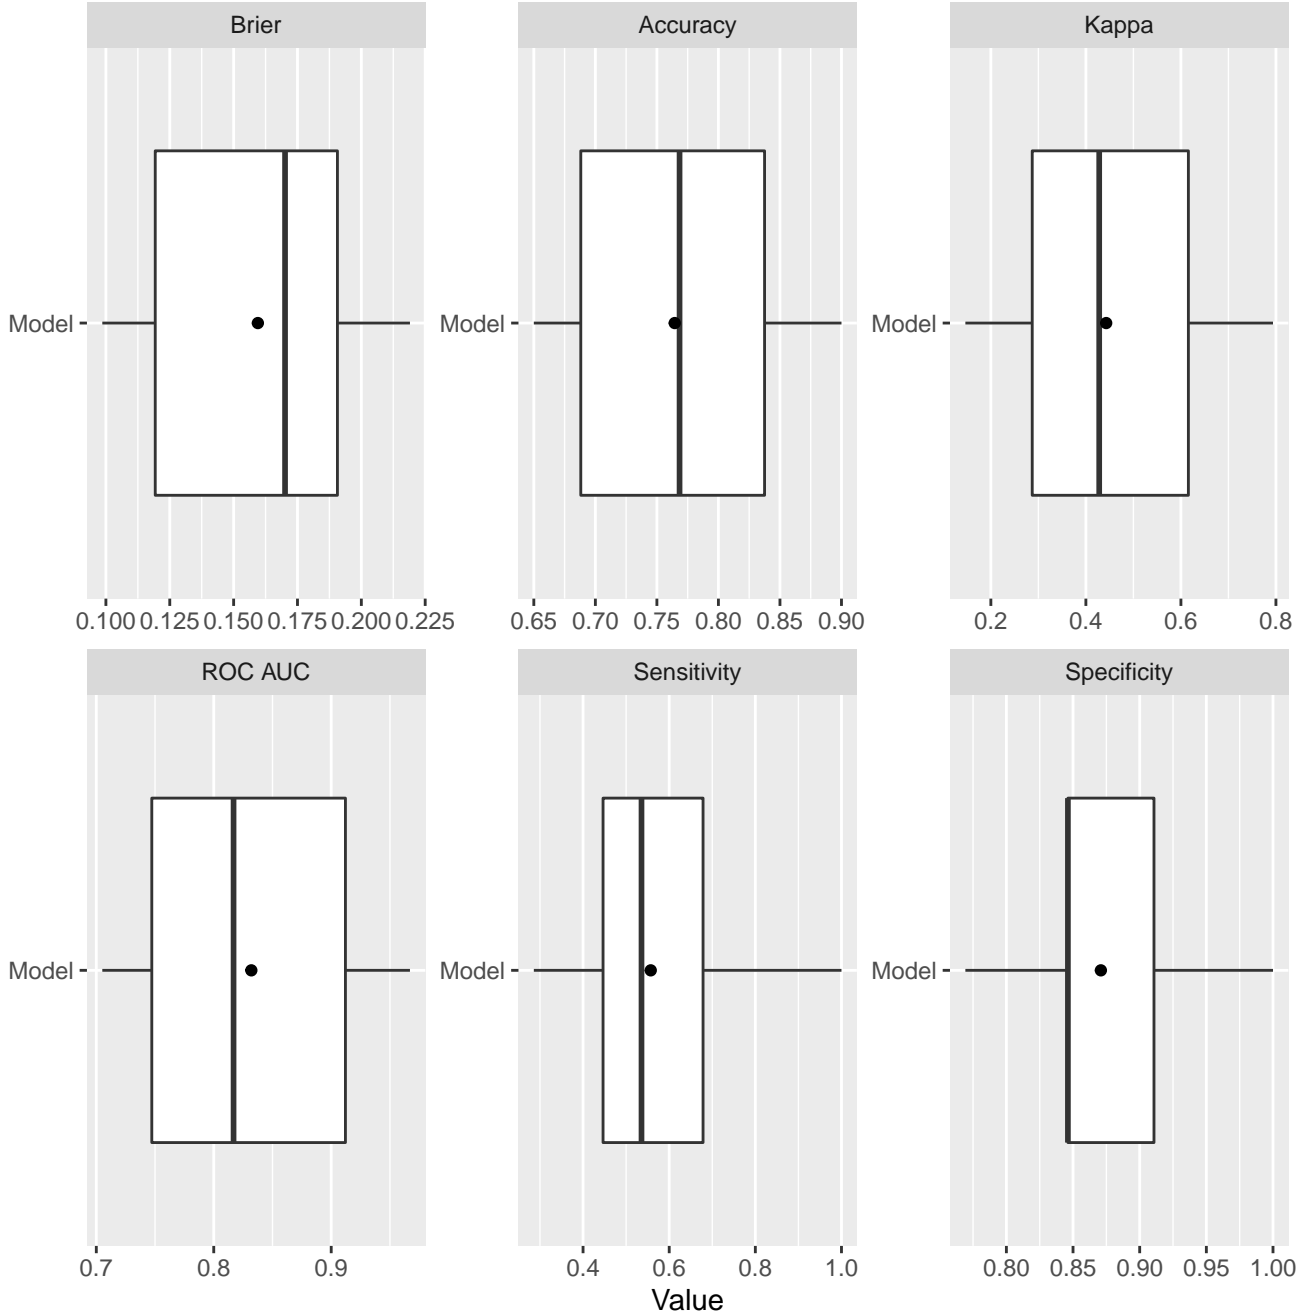 Brier Accuracy Kappa
Model Model Model
0.100 0.125 0.150 0.175 0.200 0.225 0.65 0.70 0.75 0.80 0.85 0.90 0.2 0.4 0.6 0.8
ROC AUC Sensitivity Specificity
Model Model Model
0.7 0.8 0.9 0.4 0.6 0.8 1.0 0.80 0.85 0.90 0.95 1.00
Value